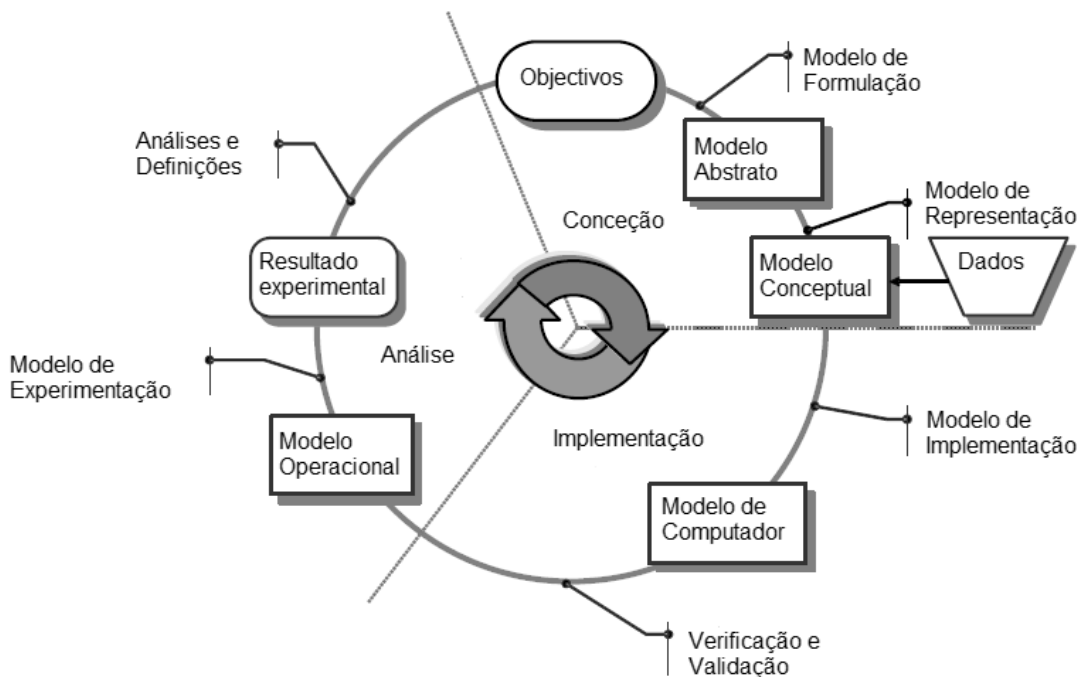 Objectivos
Modelo de
Formulação
Modelo
Abstrato
Análises e
Definições
Modelo de
Representação
Conceção
Resultado
experimental
Modelo
Conceptual
Dados
Análise
Modelo de
Experimentação
Modelo
Operacional
Implementação
Modelo de
Implementação
Modelo de
Computador
Verificação e
Validação